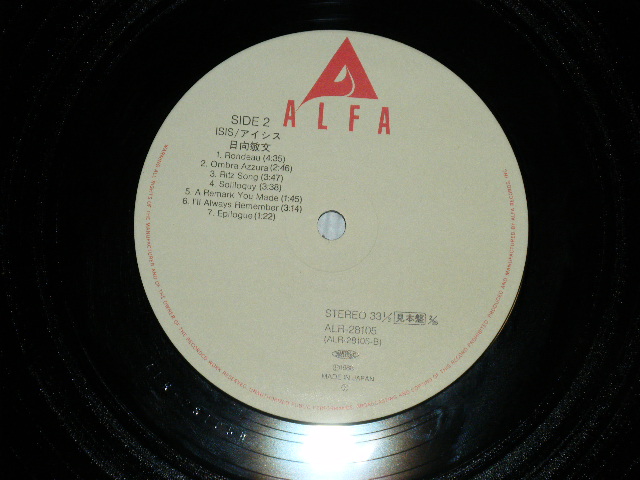 ALFA
SIDE 2
ISIS/アイシス
日向敏文
1. Rondeau (4:35)
2. Ombra Azzura (2:46)
3. Ritz Song (3:47)
4. Soliloquy (3:38)
5. A Remark You Made (1:45)
6. I'll Always Remember (3:14)
7. Epilogue (1:22)
STEREO 33⅓ 見本盤
ALR-28105
(ALR-28105-B)
MADE IN JAPAN